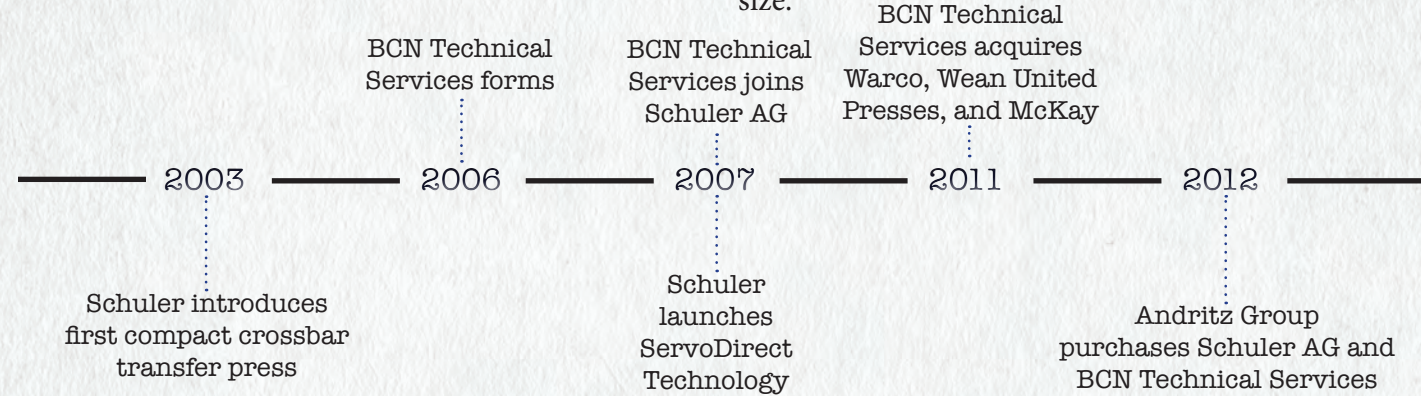 size.
BCN Technical
Services forms
BCN Technical
Services joins
Schuler AG
BCN Technical
Services acquires
Warco, Wean United
Presses, and McKay
2003
2006
2007
2011
2012
Schuler introduces
first compact crossbar
transfer press
Schuler
launches
ServoDirect
Technology
Andritz Group
purchases Schuler AG and
BCN Technical Services